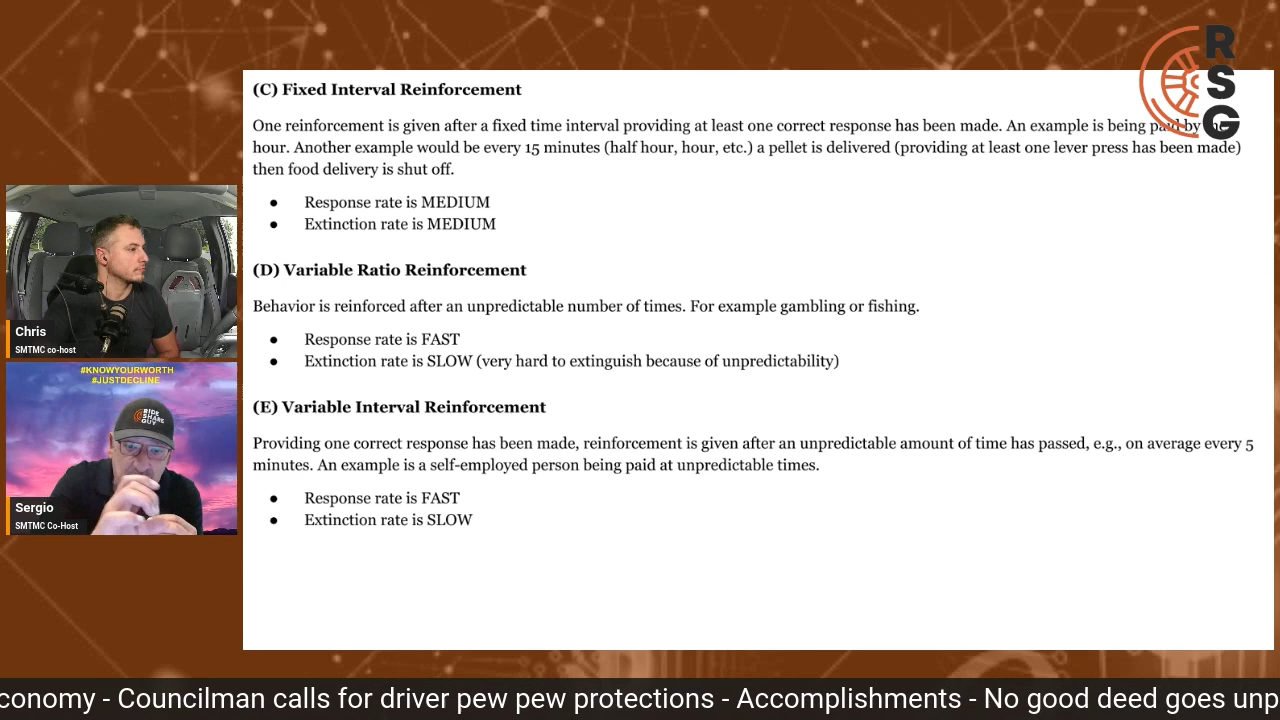 R
S
G
(C) Fixed Interval Reinforcement
One reinforcement is given after a fixed time interval providing at least one correct response has been made. An example is being paid by
hour. Another example would be every 15 minutes (half hour, hour, etc.) a pellet is delivered (providing at least one lever press has been made)
then food delivery is shut off.
● Response rate is MEDIUM
● Extinction rate is MEDIUM
(D) Variable Ratio Reinforcement
Behavior is reinforced after an unpredictable number of times. For example gambling or fishing.
● Response rate is FAST
● Extinction rate is SLOW (very hard to extinguish because of unpredictability)
(E) Variable Interval Reinforcement
Providing one correct response has been made, reinforcement is given after an unpredictable amount of time has passed, e.g., on average every 5
minutes. An example is a self-employed person being paid at unpredictable times.
● Response rate is FAST
● Extinction rate is SLOW
Chris
SMTMC co-host
#KNOWYOURWORTH
#JUSTDECLINE
RIDE
SHARE
GUY
Sergio
SMTMC Co-Host
conomy - Councilman calls for driver pew pew protections - Accomplishments - No good deed goes unp